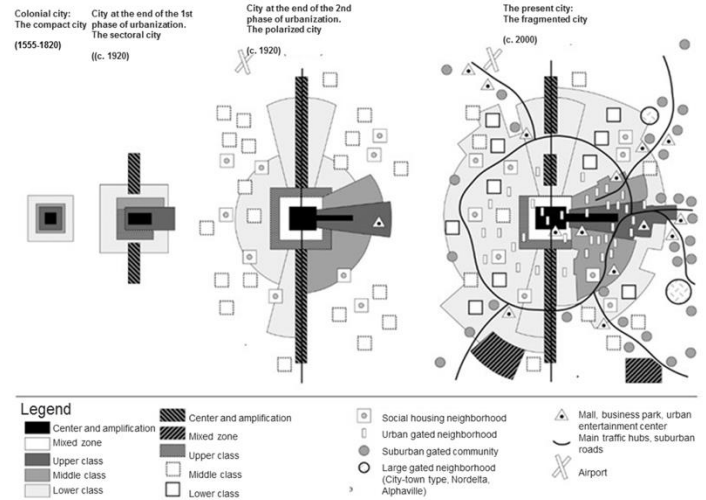 Colonial city:
The compact city
(1555-1820)
City at the end of the 1st
phase of urbanization.
The sectoral city
((c. 1920)
City at the end of the 2nd
phase of urbanization.
The polarized city
(c. 1920)
The present city:
The fragmented city
(c. 2000)
Legend
Center and amplification
Mixed zone
Upper class
Middle class
Lower class
Center and amplification
Mixed zone
Upper class
Middle class
Lower class
Social housing neighborhood
Urban gated neighborhood
Suburban gated community
Large gated neighborhood
(City-town type, Nordelta,
Alphaville)
Mall, business park, urban
entertainment center
Main traffic hubs, suburban
roads
Airport